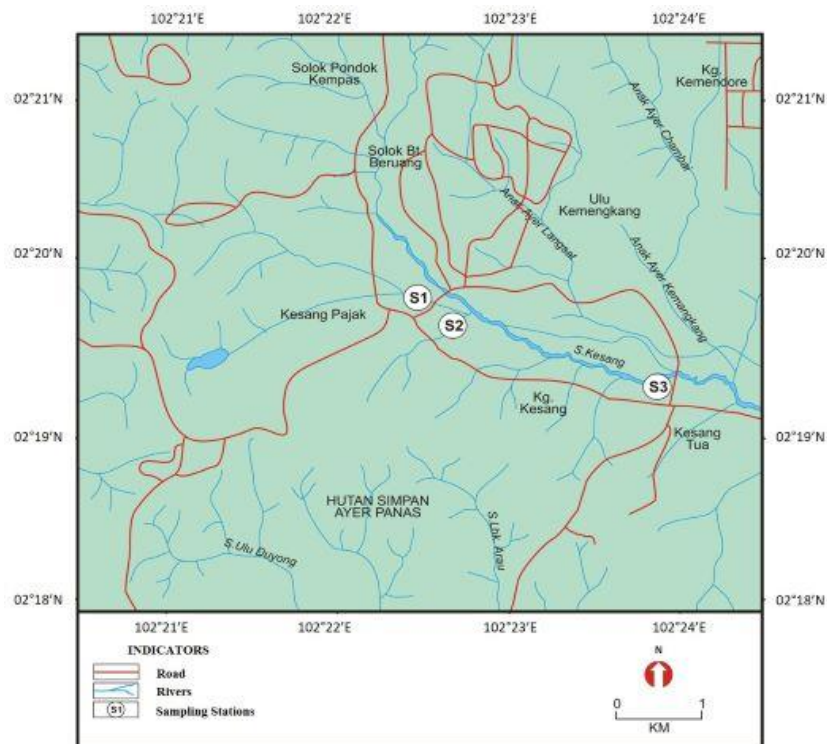 102°21'E 102°22'E 102°23'E 102°24'E
Solok Pondok
Kempas
Kg.
Kemendore
02°21'N
02°21'N
Anak Ayer Chambai
Solok Bt.
Beruang
Ulu
Kemengkang
Anak Ayer Langsat
02°20'N
02°20'N
Anak Ayer Kemangkang
S1
Kesang Pajak
S2
S.Kesang
S3
Kg.
Kesang
02°19'N
02°19'N
Kesang
Tua
HUTAN SIMPAN
AYER PANAS
S.Ulu Duyong
S.Lbk.Arau
02°18'N
02°18'N
102°21'E 102°22'E 102°23'E 102°24'E
INDICATORS
Road
Rivers
S1 Sampling Stations
N
0 1
KM